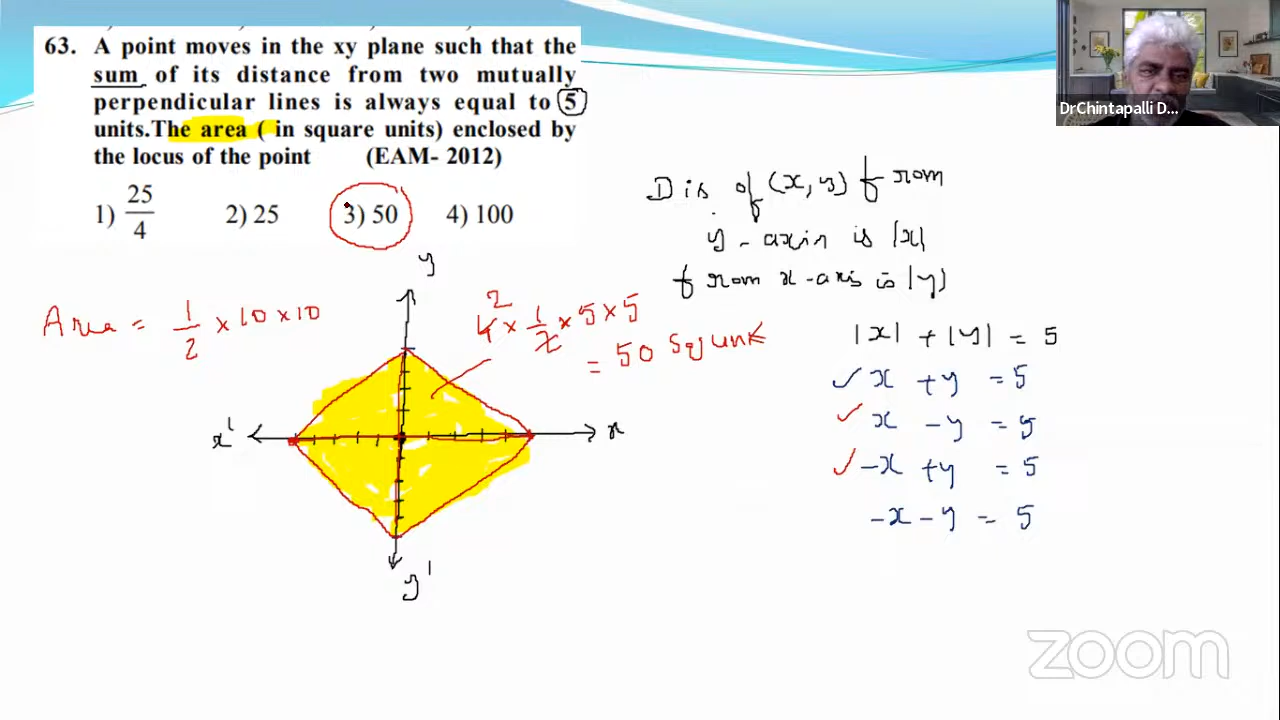 63. A point moves in the xy plane such that the
sum of its distance from two mutually
perpendicular lines is always equal to 5
units.The area ( in square units) enclosed by
the locus of the point (EAM- 2012)
1) 25/4 2) 25 3) 50 4) 100
DrChintapalli D...
Dis of (x, y) from
y - axis is |x|
from x-axis is |y|
|x| + |y| = 5
x + y = 5
x - y = 5
-x + y = 5
-x - y = 5
y
Area = 1/2 × 10 × 10
2
4 × 1/2 × 5 × 5
= 50 Sq
x'
x
y'
zoom